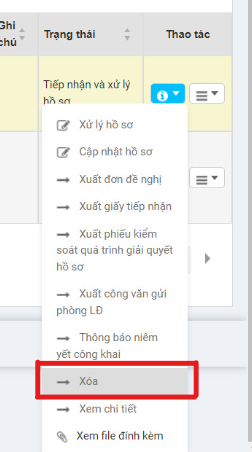 Ghi
chú
Trạng thái
Thao tác
Tiếp nhận và xử lý
hồ sơ
Xử lý hồ sơ
Cập nhật hồ sơ
Xuất đơn đề nghị
Xuất giấy tiếp nhận
Xuất phiếu kiểm
soát quá trình giải quyết
hồ sơ
Xuất công văn gửi
phòng LĐ
Thông báo niêm
yết công khai
Xóa
Xem chi tiết
Xem file đính kèm